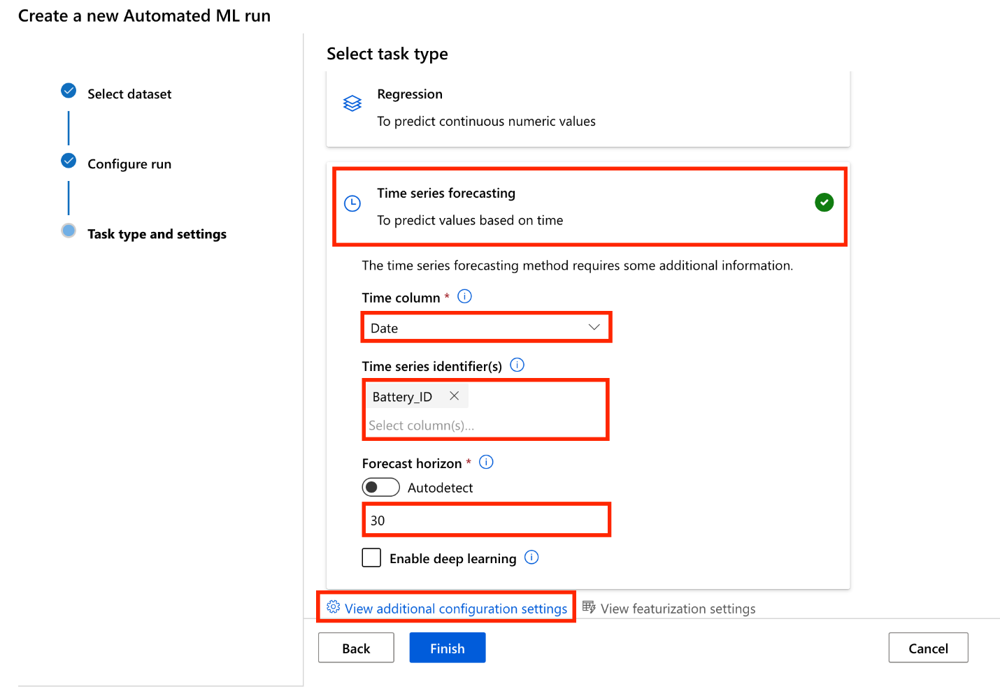 Create a new Automated ML run
Select dataset
Configure run
Task type and settings
Select task type
Regression
To predict continuous numeric values
Time series forecasting
To predict values based on time
The time series forecasting method requires some additional information.
Time column *
Date
Time series identifier(s)
Battery_ID
Select column(s)...
Forecast horizon *
Autodetect
30
Enable deep learning
View additional configuration settings View featurization settings
Back Finish Cancel